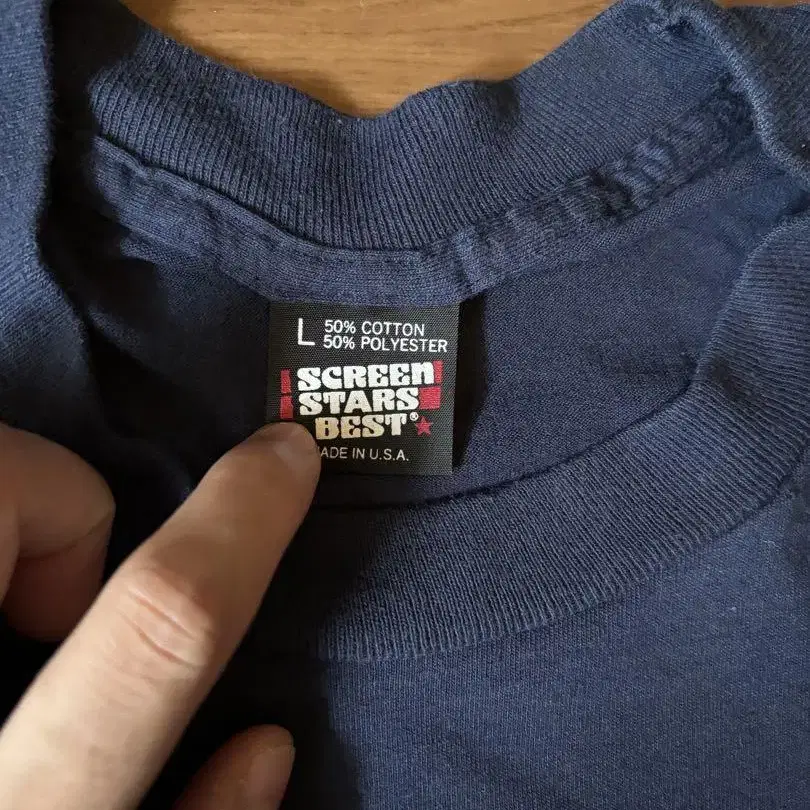 L 50% COTTON
50% POLYESTER
SCREEN
STARS
BEST®
ADE IN U.S.A.